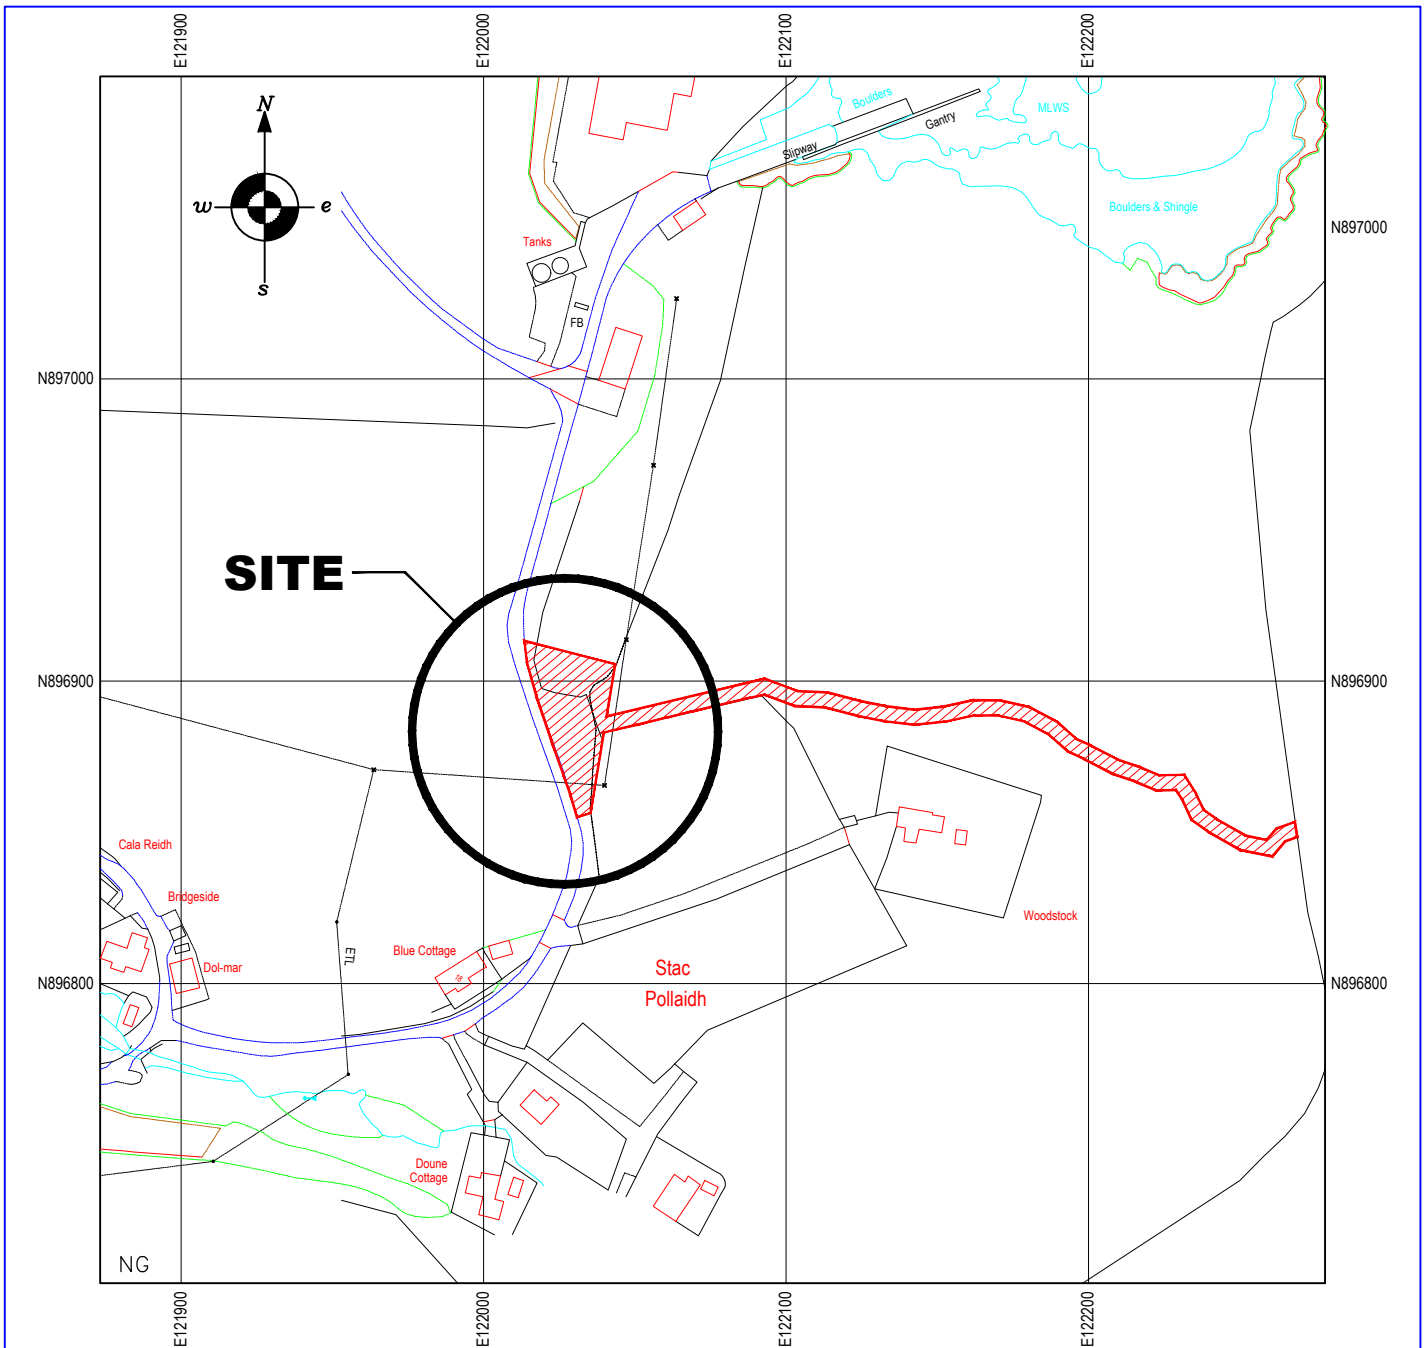 E121900
E122000
E122100
E122200
N
w
e
s
Boulders
MLWS
Gantry
Slipway
Boulders & Shingle
N897000
Tanks
FB
N897000
SITE
N896900
N896900
Cala Reidh
Bridgeside
Dol-mar
ETL
Blue Cottage
18
Woodstock
Stac
Pollaidh
N896800
N896800
Doune
Cottage
NG
E121900
E122000
E122100
E122200